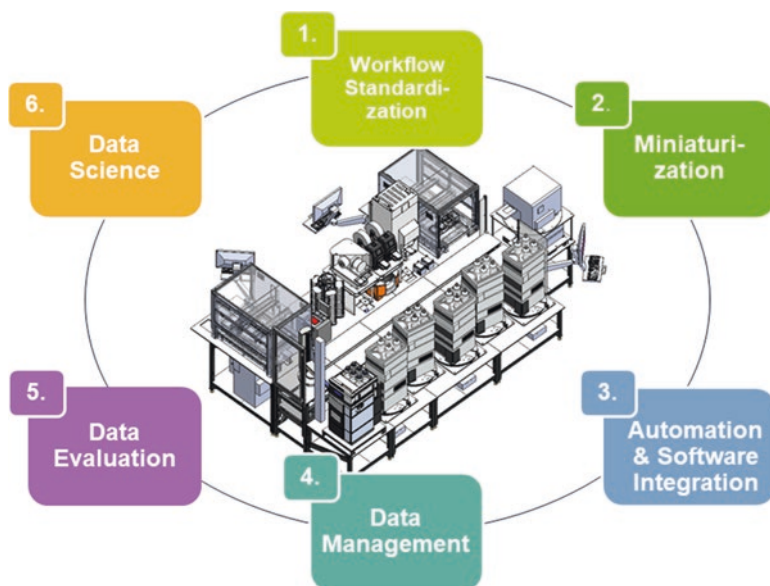 1.
Workflow
Standardi-
zation
2.
Miniaturi-
zation
3.
Automation
& Software
Integration
4.
Data
Management
5.
Data
Evaluation
6.
Data
Science